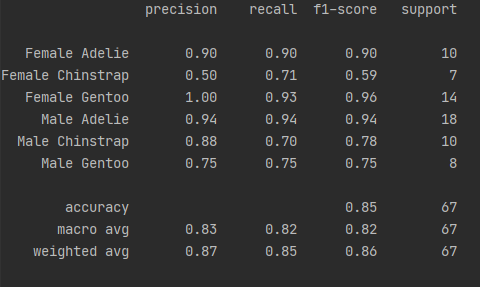 precision recall f1-score support
Female Adelie 0.90 0.90 0.90 10
Female Chinstrap 0.50 0.71 0.59 7
Female Gentoo 1.00 0.93 0.96 14
Male Adelie 0.94 0.94 0.94 18
Male Chinstrap 0.88 0.70 0.78 10
Male Gentoo 0.75 0.75 0.75 8
accuracy 0.85 67
macro avg 0.83 0.82 0.82 67
weighted avg 0.87 0.85 0.86 67